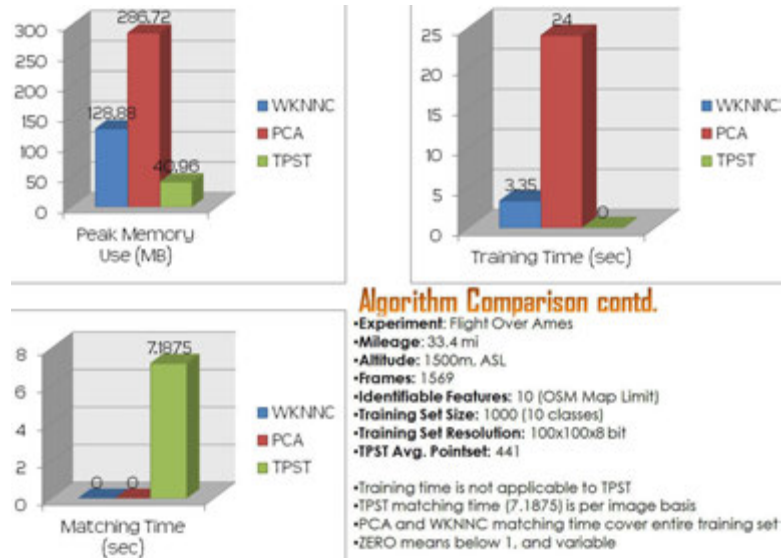 300
250
200
150
100
50
0
286,72
128,88
40,96
WKNNC
PCA
TPST
Peak Memory
Use (MB)
25
20
15
10
5
0
24
3,35
0
WKNNC
PCA
TPST
Training Time (sec)
8
6
4
2
0
7,1875
0
0
WKNNC
PCA
TPST
Matching Time
(sec)
Algorithm Comparison contd.
•Experiment: Flight Over Ames
•Mileage: 33.4 mi
•Altitude: 1500m, ASL
•Frames: 1569
•Identifiable Features: 10 (OSM Map Limit)
•Training Set Size: 1000 (10 classes)
•Training Set Resolution: 100x100x8 bit
•TPST Avg. Pointset: 441
•Training time is not applicable to TPST
•TPST matching time (7.1875) is per image basis
•PCA and WKNNC matching time cover entire training set
•ZERO means below 1, and variable